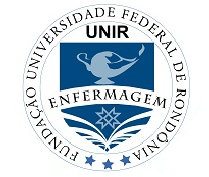 FUNDAÇÃO UNIVERSIDADE FEDERAL DE RONDÔNIA
UNIR
ENFERMAGEM